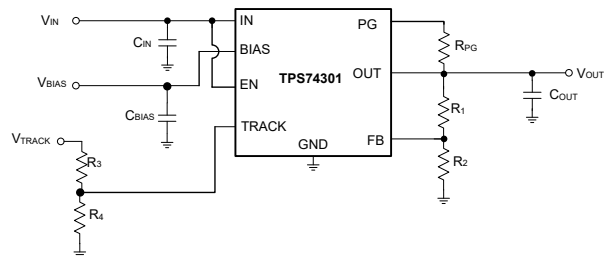 VIN
CIN
VBIAS
CBIAS
VTRACK
R3
R4
IN
BIAS
EN
TRACK
TPS74301
GND
PG
OUT
FB
RPG
R1
R2
VOUT
COUT